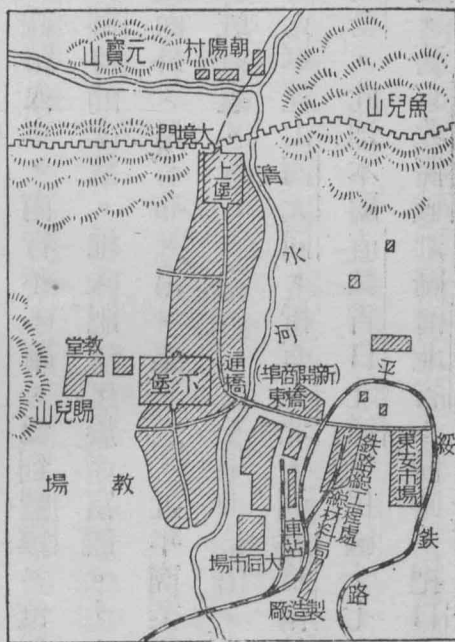 元寶山
朝陽村
魚兒山
大境門
上堡
清水河
通橋
(新開商埠)
橋東
下堡
教堂
賜兒山
教場
平綏鉄路
東安市場
鉄路總工程處
總材料局
車站
大同市場
製造廠